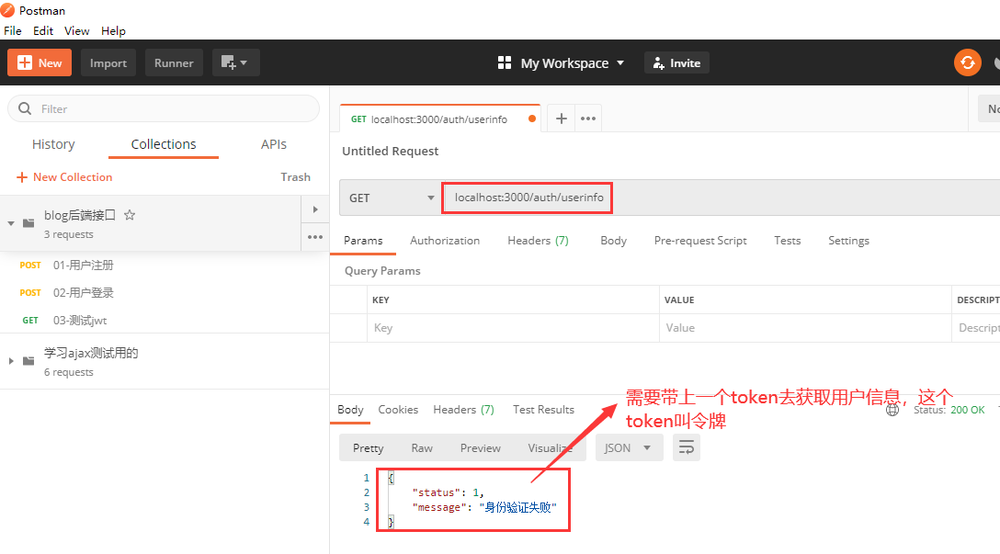 Postman
File Edit View Help
New Import Runner My Workspace Invite
Filter
History Collections APIs
New Collection Trash
blog后端接口
3 requests
POST 01-用户注册
POST 02-用户登录
GET 03-测试jwt
学习ajax测试用的
6 requests
GET localhost:3000/auth/userinfo
No
Untitled Request
GET localhost:3000/auth/userinfo
Params Authorization Headers (7) Body Pre-request Script Tests Settings
Query Params
KEY VALUE DESCRIPT
Key Value Descript
需要带上一个token去获取用户信息，这个
token叫令牌
Body Cookies Headers (7) Test Results Status: 200 OK
Pretty Raw Preview Visualize JSON
1 {
2 "status": 1,
3 "message": "身份验证失败"
4 }